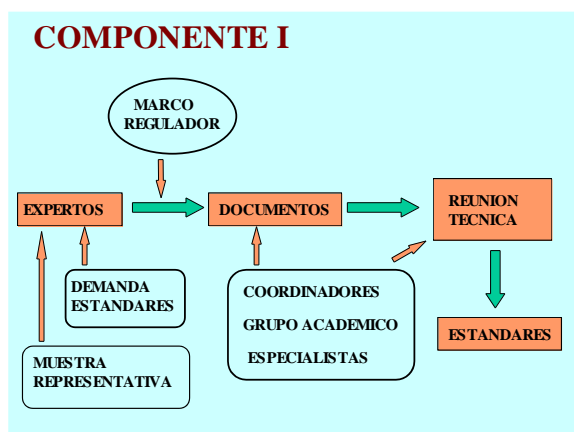 COMPONENTE I
MARCO
REGULADOR
EXPERTOS
DOCUMENTOS
REUNION
TECNICA
DEMANDA
ESTANDARES
COORDINADORES
GRUPO ACADEMICO
ESPECIALISTAS
ESTANDARES
MUESTRA
REPRESENTATIVA